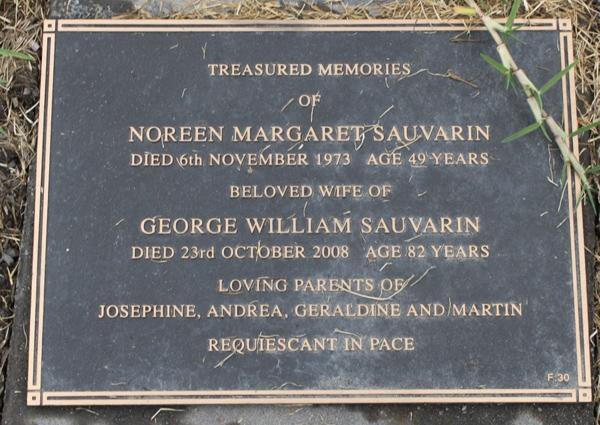 TREASURED MEMORIES
OF
NOREEN MARGARET SAUVARIN
DIED 6th NOVEMBER 1973 AGE 49 YEARS
BELOVED WIFE OF
GEORGE WILLIAM SAUVARIN
DIED 23rd OCTOBER 2008 AGE 82 YEARS
LOVING PARENTS OF
JOSEPHINE, ANDREA, GERALDINE AND MARTIN
REQUIESCANT IN PACE
F 30